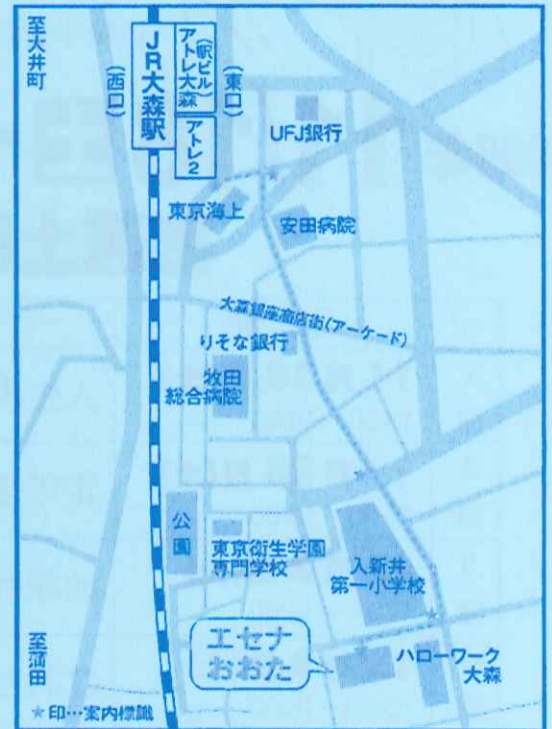 至大井町
JR大森駅
(駅ビル)
アトレ大森
アトレ2
(西口)
(東口)
UFJ銀行
東京海上
安田病院
大森銀座商店街(アーケード)
りそな銀行
牧田
総合病院
公園
東京衛生学園
専門学校
入新井
第一小学校
エセナ
おおた
ハローワーク
大森
至蒲田
★印…案内標識